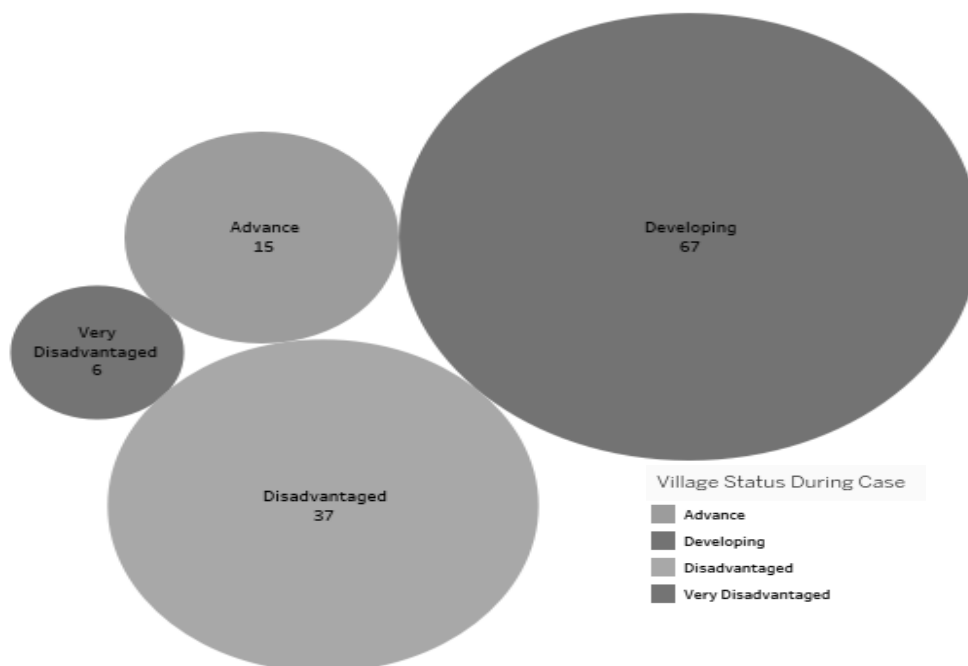 Developing
67
Advance
15
Very
Disadvantaged
6
Disadvantaged
37
Village Status During Case
Advance
Developing
Disadvantaged
Very Disadvantaged